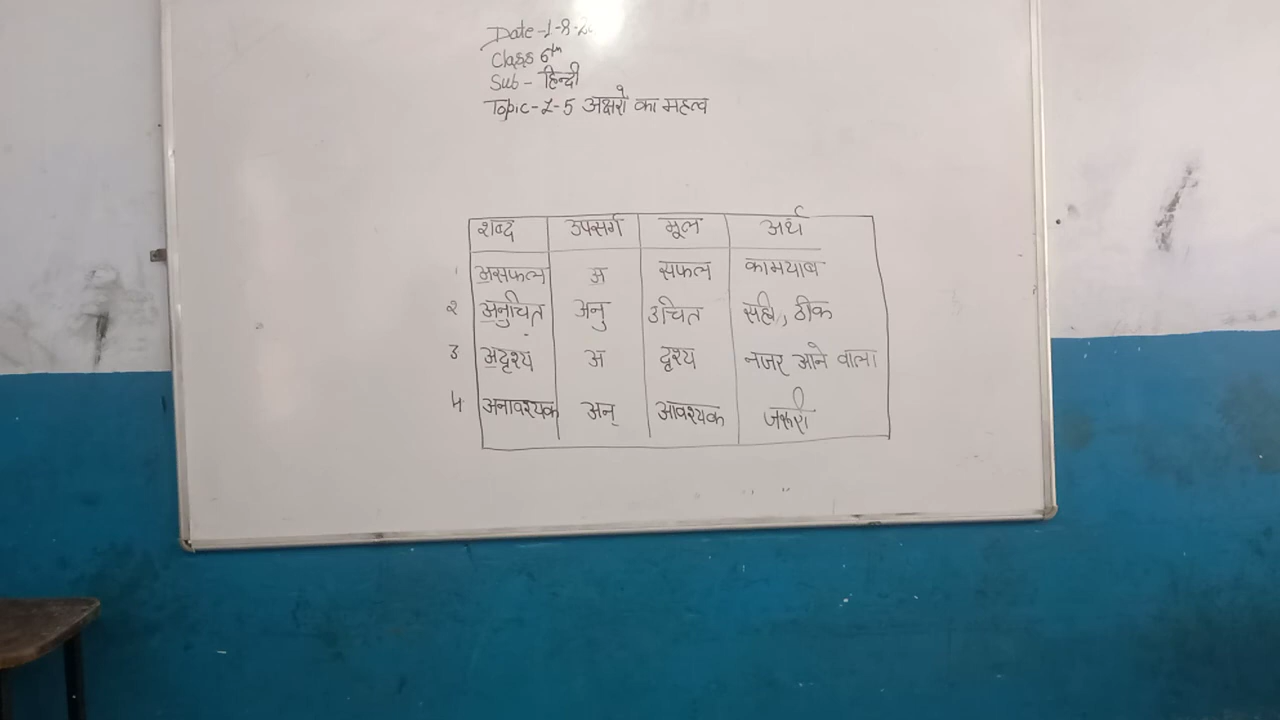 Date-1-8-2
Class 6th
Sub- हिन्दी
Topic-L-5 अक्षरो का महत्व
शब्द उपसर्ग मूल अर्थ
1 असफल अ सफल कामयाब
२ अनुचित अनु उचित सही, ठीक
3 अदृश्य अ दृश्य नजर आने वाला
4. अनावश्यक अन् आवश्यक जरूरी